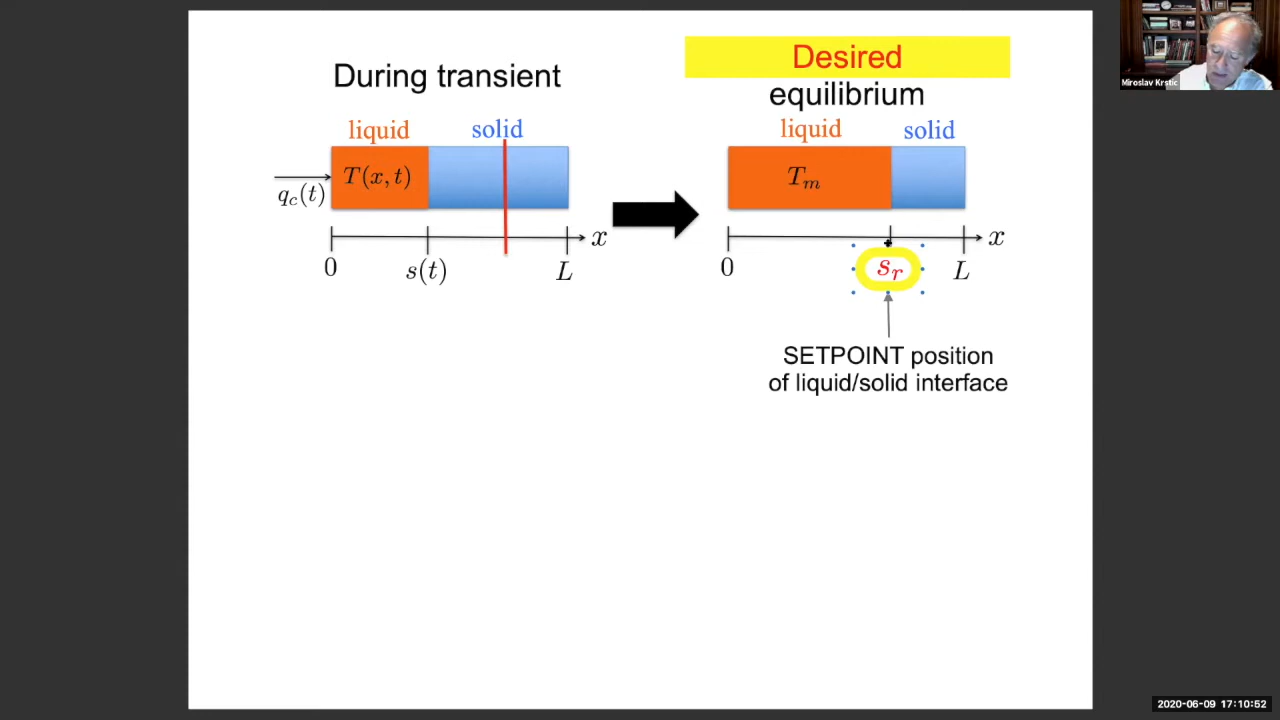 During transient
liquid
solid
T(x, t)
q_c(t)
x
0
s(t)
L
Desired
equilibrium
liquid
solid
T_m
x
0
s_r
L
SETPOINT position
of liquid/solid interface
Miroslav Krstic
2020-06-09 17:10:52